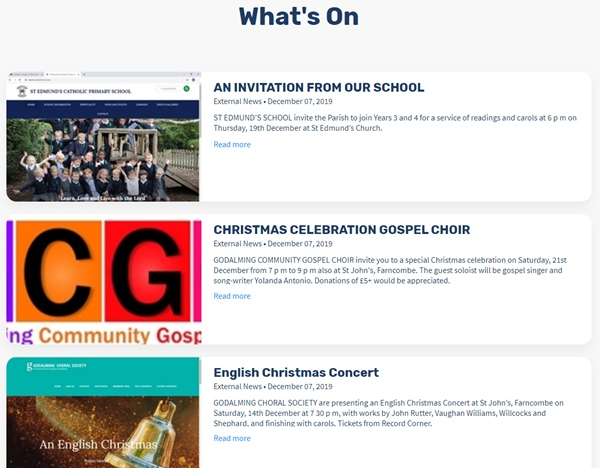 What's On
ST EDMUND'S CATHOLIC PRIMARY SCHOOL
HOME
SCHOOL INFORMATION
CONTACT
Learn, Love and Live with the Lord
AN INVITATION FROM OUR SCHOOL
External News • December 07, 2019
ST EDMUND'S SCHOOL invite the Parish to join Years 3 and 4 for a service of readings and carols at 6 p m on
Thursday, 19th December at St Edmund's Church.
Read more
CG
ing Community Gosp
CHRISTMAS CELEBRATION GOSPEL CHOIR
External News • December 07, 2019
GODALMING COMMUNITY GOSPEL CHOIR invite you to a special Christmas celebration on Saturday, 21st
December from 7 p m to 9 p m also at St John's, Farncombe. The guest soloist will be gospel singer and
song-writer Yolanda Antonio. Donations of £5+ would be appreciated.
Read more
GODALMING CHORAL SOCIETY
An English Christmas
English Christmas Concert
External News • December 07, 2019
GODALMING CHORAL SOCIETY are presenting an English Christmas Concert at St John's, Farncombe on
Saturday, 14th December at 7 30 p m, with works by John Rutter, Vaughan Williams, Willcocks and
Shephard, and finishing with carols. Tickets from Record Corner.
Read more